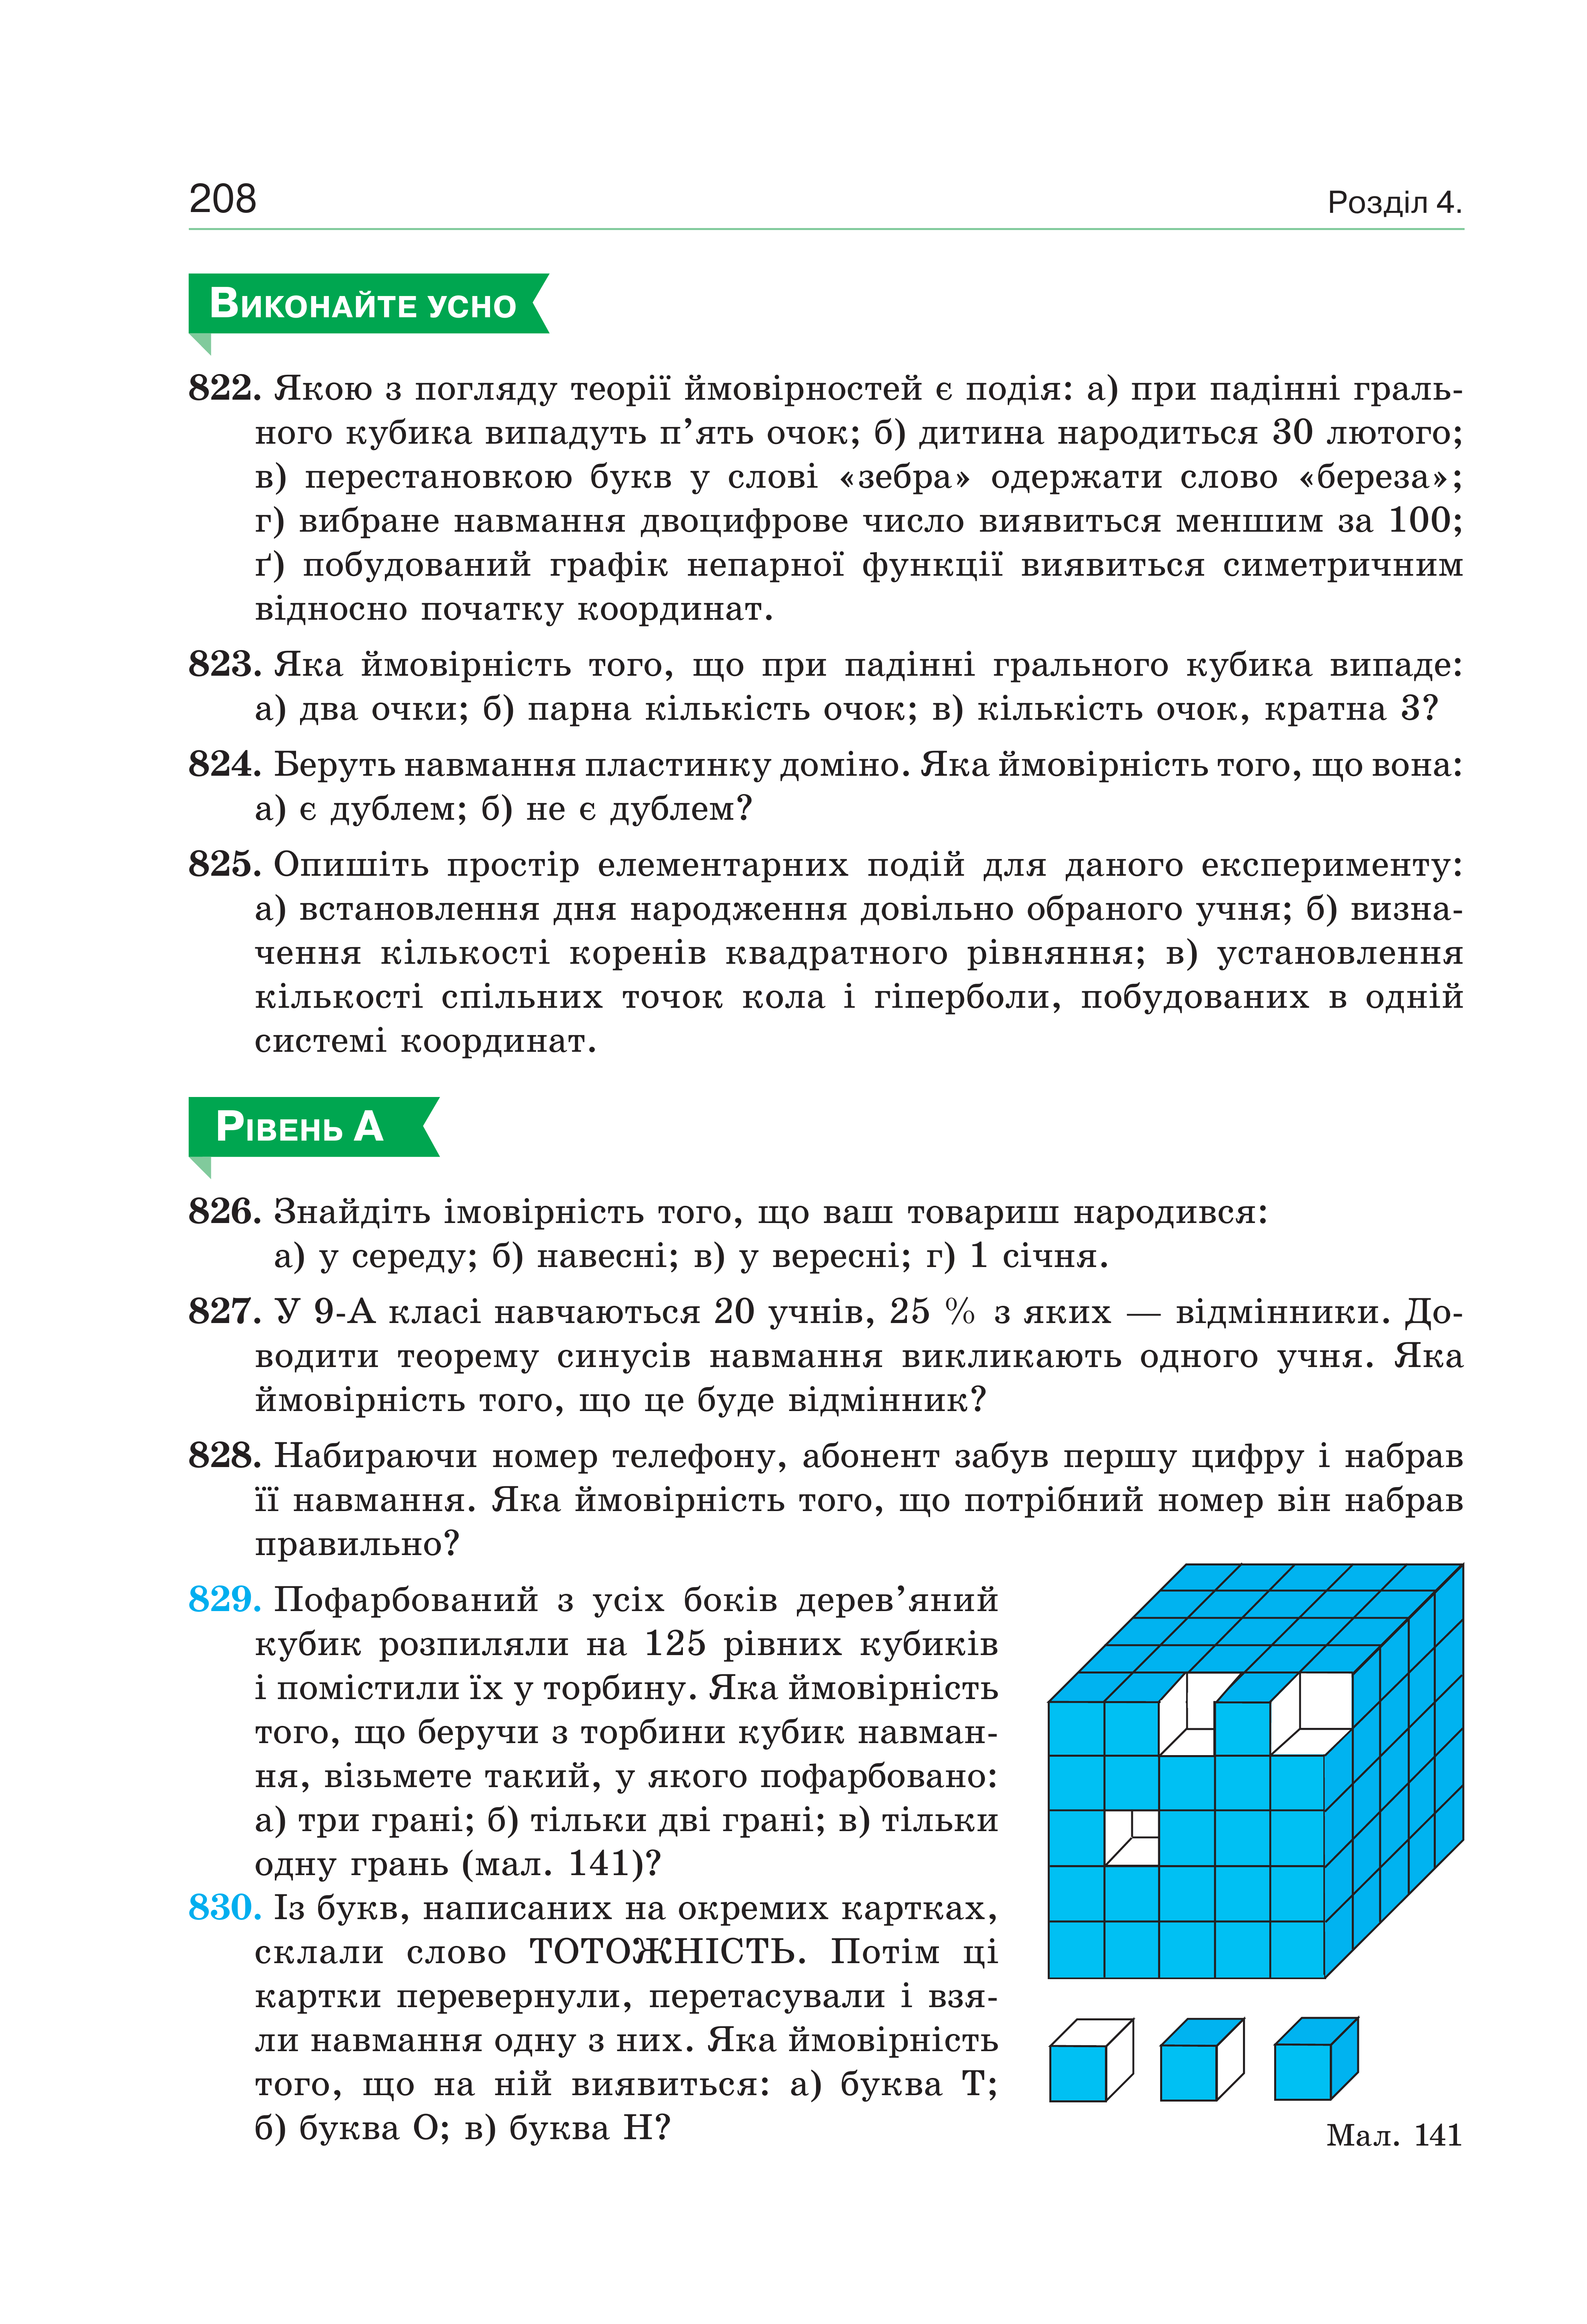 208
Розділ 4.
Виконайте усно
822. Якою з погляду теорії ймовірностей є подія: а) при падінні граль-
ного кубика випадуть п’ять очок; б) дитина народиться 30 лютого;
в) перестановкою букв у слові «зебра» одержати слово «береза»;
г) вибране навмання двоцифрове число виявиться меншим за 100;
ґ) побудований графік непарної функції виявиться симетричним
відносно початку координат.
823. Яка ймовірність того, що при падінні грального кубика випаде:
а) два очки; б) парна кількість очок; в) кількість очок, кратна 3?
824. Беруть навмання пластинку доміно. Яка ймовірність того, що вона:
а) є дублем; б) не є дублем?
825. Опишіть простір елементарних подій для даного експерименту:
а) встановлення дня народження довільно обраного учня; б) визна-
чення кількості коренів квадратного рівняння; в) установлення
кількості спільних точок кола і гіперболи, побудованих в одній
системі координат.
Рівень А
826. Знайдіть імовірність того, що ваш товариш народився:
а) у середу; б) навесні; в) у вересні; г) 1 січня.
827. У 9-А класі навчаються 20 учнів, 25 % з яких — відмінники. До-
водити теорему синусів навмання викликають одного учня. Яка
ймовірність того, що це буде відмінник?
828. Набираючи номер телефону, абонент забув першу цифру і набрав
її навмання. Яка ймовірність того, що потрібний номер він набрав
правильно?
829. Пофарбований з усіх боків дерев’яний
кубик розпиляли на 125 рівних кубиків
і помістили їх у торбину. Яка ймовірність
того, що беручи з торбини кубик навман-
ня, візьмете такий, у якого пофарбовано:
а) три грані; б) тільки дві грані; в) тільки
одну грань (мал. 141)?
830. Із букв, написаних на окремих картках,
склали слово ТОТОЖНІСТЬ. Потім ці
картки перевернули, перетасували і взя-
ли навмання одну з них. Яка ймовірність
того, що на ній виявиться: а) буква Т;
б) буква О; в) буква Н?
Мал. 141